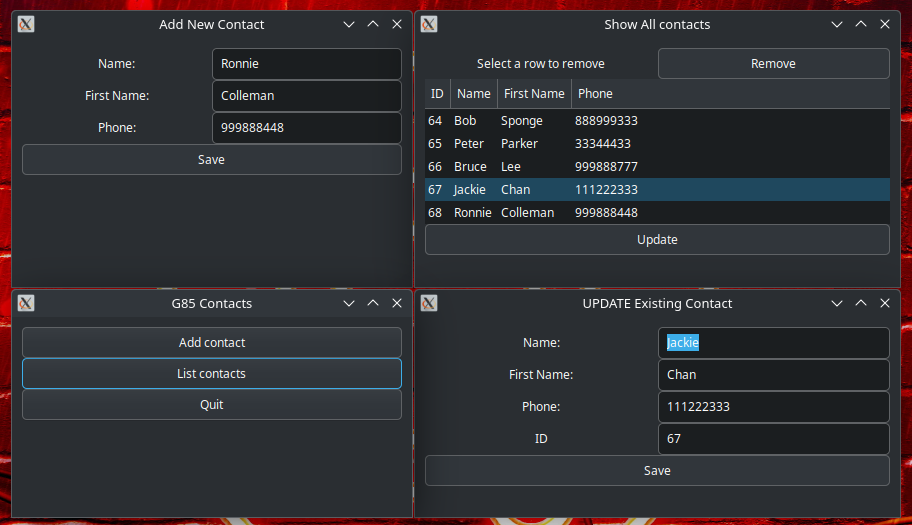 Add New Contact
Name: Ronnie
First Name: Colleman
Phone: 999888448
Save
Show All contacts
Select a row to remove Remove
ID Name First Name Phone
64 Bob Sponge 888999333
65 Peter Parker 33344433
66 Bruce Lee 999888777
67 Jackie Chan 111222333
68 Ronnie Colleman 999888448
Update
G85 Contacts
Add contact
List contacts
Quit
UPDATE Existing Contact
Name: Jackie
First Name: Chan
Phone: 111222333
ID 67
Save